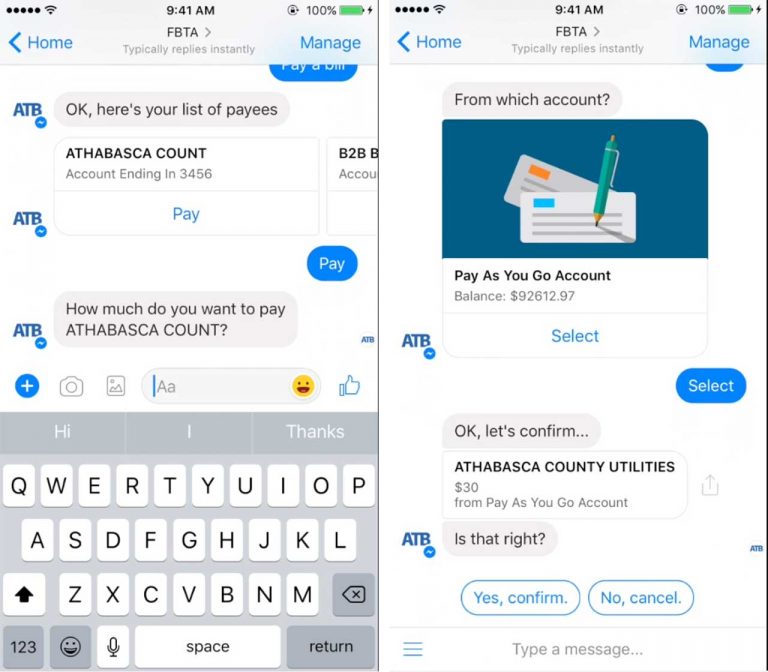 9:41 AM
100%
Home
FBTA
Typically replies instantly
Manage
Pay a bill
ATB
OK, here's your list of payees
ATHABASCA COUNT
Account Ending In 3456
Pay
B2B B
Accou
ATB
Pay
How much do you want to pay
ATHABASCA COUNT?
ATB
ATB
Aa
Hi
I
Thanks
Q W E R T Y U I O P
A S D F G H J K L
Z X C V B N M
123
space
return
9:41 AM
100%
Home
FBTA
Typically replies instantly
Manage
From which account?
Pay As You Go Account
Balance: $92612.97
Select
ATB
Select
OK, let's confirm...
ATHABASCA COUNTY UTILITIES
$30
from Pay As You Go Account
ATB
Is that right?
ATB
Yes, confirm.
No, cancel.
Type a message...